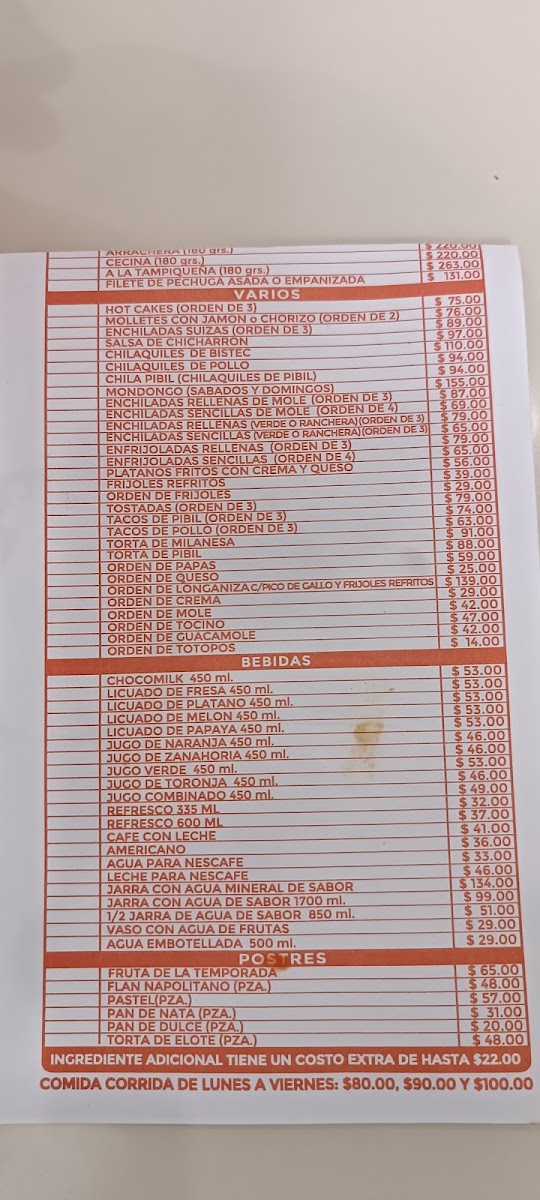 ARRACHERA (180 grs.) $ 220.00
CECINA (180 grs.) $ 220.00
A LA TAMPIQUEÑA (180 grs.) $ 263.00
FILETE DE PECHUGA ASADA O EMPANIZADA $ 131.00
VARIOS
HOT CAKES (ORDEN DE 3) $ 75.00
MOLLETES CON JAMON o CHORIZO (ORDEN DE 2) $ 76.00
ENCHILADAS SUIZAS (ORDEN DE 3) $ 89.00
SALSA DE CHICHARRON $ 97.00
CHILAQUILES DE BISTEC $ 110.00
CHILAQUILES DE POLLO $ 94.00
CHILA PIBIL (CHILAQUILES DE PIBIL) $ 94.00
MONDONGO (SABADOS Y DOMINGOS) $ 155.00
ENCHILADAS RELLENAS DE MOLE (ORDEN DE 3) $ 87.00
ENCHILADAS SENCILLAS DE MOLE (ORDEN DE 4) $ 69.00
ENCHILADAS RELLENAS (VERDE O RANCHERA)(ORDEN DE 3) $ 79.00
ENCHILADAS SENCILLAS (VERDE O RANCHERA)(ORDEN DE 3) $ 65.00
ENFRIJOLADAS RELLENAS (ORDEN DE 3) $ 79.00
ENFRIJOLADAS SENCILLAS (ORDEN DE 4) $ 65.00
PLATANOS FRITOS CON CREMA Y QUESO $ 56.00
FRIJOLES REFRITOS $ 39.00
ORDEN DE FRIJOLES $ 29.00
TOSTADAS (ORDEN DE 3) $ 79.00
TACOS DE PIBIL (ORDEN DE 3) $ 74.00
TACOS DE POLLO (ORDEN DE 3) $ 63.00
TORTA DE MILANESA $ 91.00
TORTA DE PIBIL $ 88.00
ORDEN DE PAPAS $ 59.00
ORDEN DE QUESO $ 25.00
ORDEN DE LONGANIZA C/PICO DE GALLO Y FRIJOLES REFRITOS $ 139.00
ORDEN DE CREMA $ 29.00
ORDEN DE MOLE $ 42.00
ORDEN DE TOCINO $ 47.00
ORDEN DE GUACAMOLE $ 42.00
ORDEN DE TOTOPOS $ 14.00
BEBIDAS
CHOCOMILK 450 ml. $ 53.00
LICUADO DE FRESA 450 ml. $ 53.00
LICUADO DE PLATANO 450 ml. $ 53.00
LICUADO DE MELON 450 ml. $ 53.00
LICUADO DE PAPAYA 450 ml. $ 53.00
JUGO DE NARANJA 450 ml. $ 46.00
JUGO DE ZANAHORIA 450 ml. $ 46.00
JUGO VERDE 450 ml. $ 53.00
JUGO DE TORONJA 450 ml. $ 46.00
JUGO COMBINADO 450 ml. $ 49.00
REFRESCO 335 ML $ 32.00
REFRESCO 600 ML $ 37.00
CAFE CON LECHE $ 41.00
AMERICANO $ 36.00
AGUA PARA NESCAFE $ 33.00
LECHE PARA NESCAFE $ 46.00
JARRA CON AGUA MINERAL DE SABOR $ 134.00
JARRA CON AGUA DE SABOR 1700 ml. $ 99.00
1/2 JARRA DE AGUA DE SABOR 850 ml. $ 51.00
VASO CON AGUA DE FRUTAS $ 29.00
AGUA EMBOTELLADA 500 ml. $ 29.00
POSTRES
FRUTA DE LA TEMPORADA $ 65.00
FLAN NAPOLITANO (PZA.) $ 48.00
PASTEL(PZA.) $ 57.00
PAN DE NATA (PZA.) $ 31.00
PAN DE DULCE (PZA.) $ 20.00
TORTA DE ELOTE (PZA.) $ 48.00
INGREDIENTE ADICIONAL TIENE UN COSTO EXTRA DE HASTA $22.00
COMIDA CORRIDA DE LUNES A VIERNES: $80.00, $90.00 Y $100.00